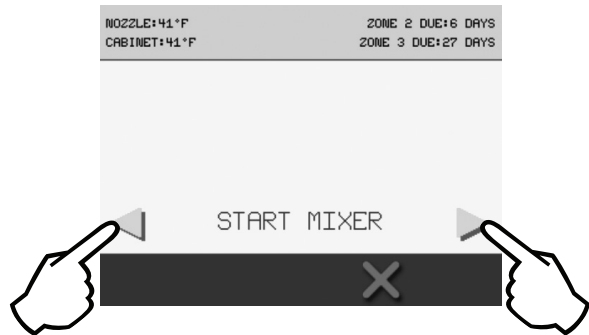 NOZZLE:41°F
CABINET:41°F
ZONE 2 DUE:6 DAYS
ZONE 3 DUE:27 DAYS
START MIXER